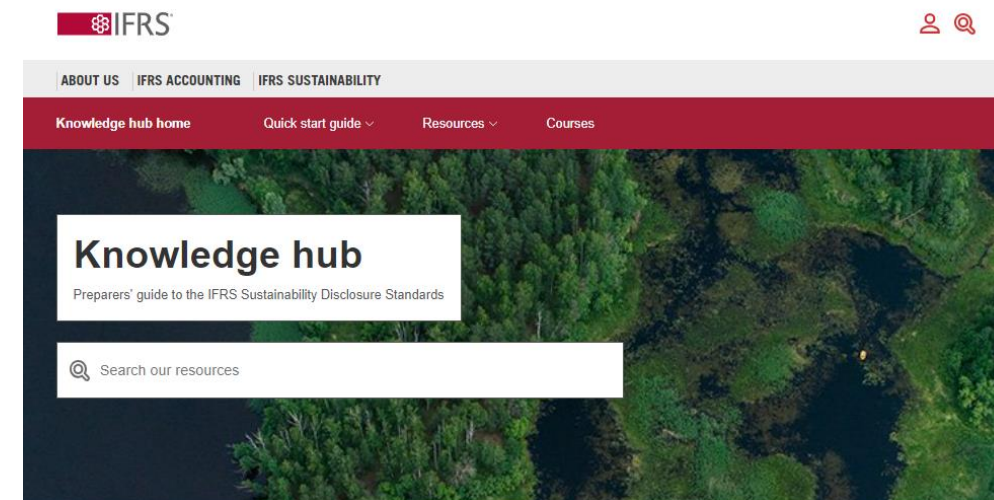 IFRS®
ABOUT US IFRS ACCOUNTING IFRS SUSTAINABILITY
Knowledge hub home Quick start guide Resources Courses
Knowledge hub
Preparers' guide to the IFRS Sustainability Disclosure Standards
Search our resources